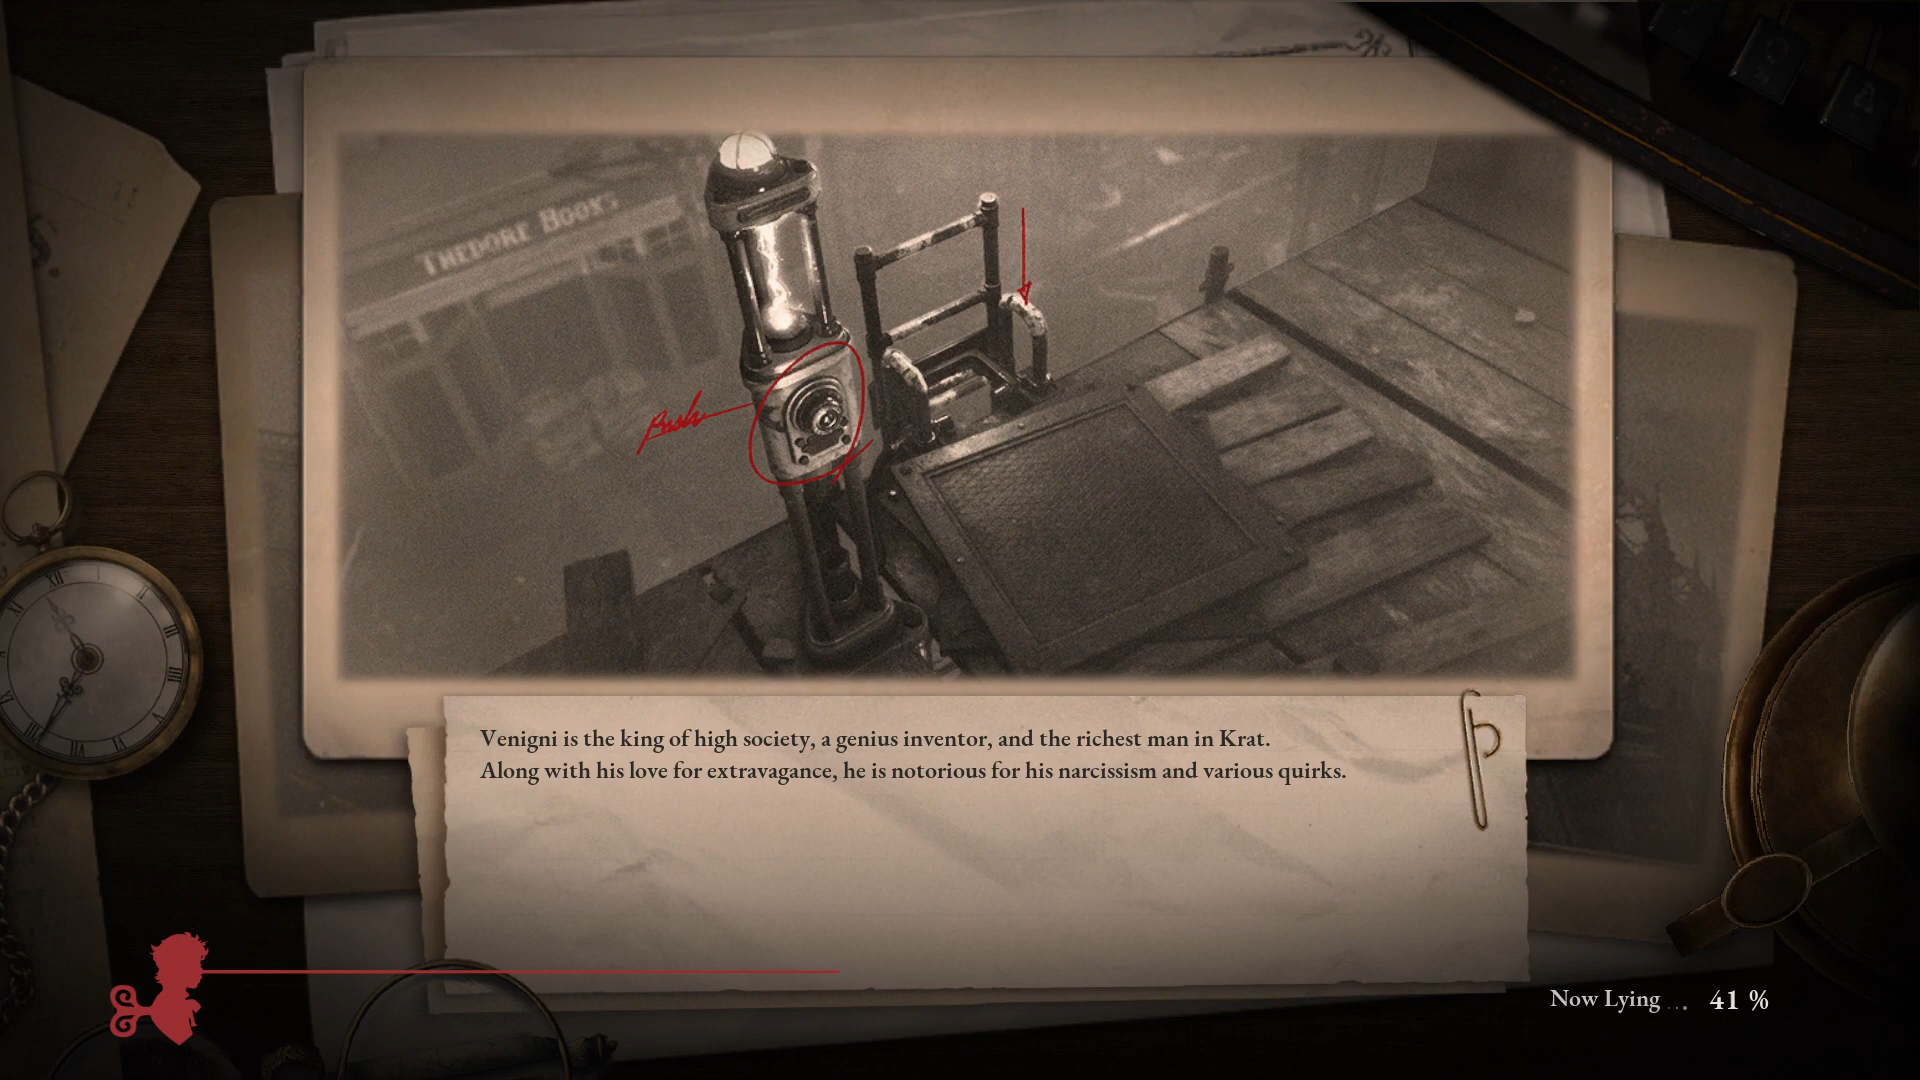 THEDORE BOOKS
Push
Venigni is the king of high society, a genius inventor, and the richest man in Krat.
Along with his love for extravagance, he is notorious for his narcissism and various quirks.
Now Lying... 41 %